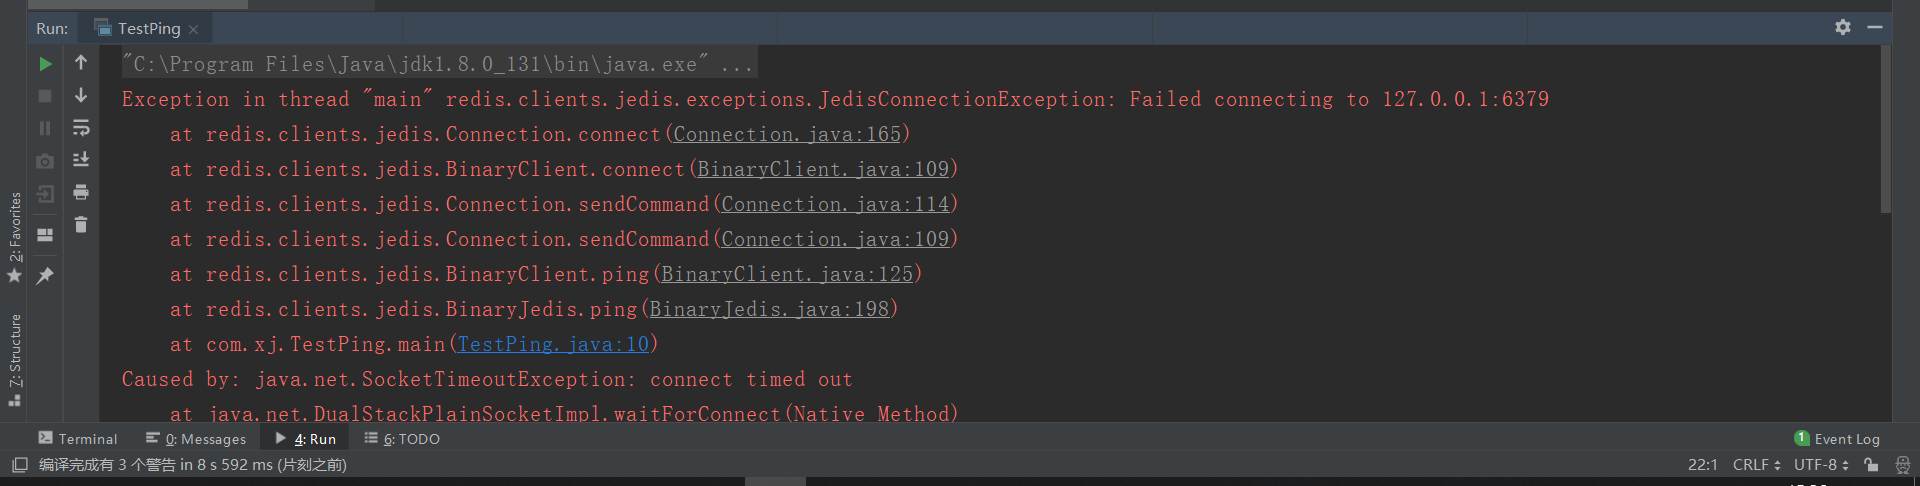 Run: TestPing
"C:\Program Files\Java\jdk1.8.0_131\bin\java.exe" ...
Exception in thread "main" redis.clients.jedis.exceptions.JedisConnectionException: Failed connecting to 127.0.0.1:6379
at redis.clients.jedis.Connection.connect(Connection.java:165)
at redis.clients.jedis.BinaryClient.connect(BinaryClient.java:109)
at redis.clients.jedis.Connection.sendCommand(Connection.java:114)
at redis.clients.jedis.Connection.sendCommand(Connection.java:109)
at redis.clients.jedis.BinaryClient.ping(BinaryClient.java:125)
at redis.clients.jedis.BinaryJedis.ping(BinaryJedis.java:198)
at com.xj.TestPing.main(TestPing.java:10)
Caused by: java.net.SocketTimeoutException: connect timed out
at java.net.DualStackPlainSocketImpl.waitForConnect(Native Method)
2: Favorites
7: Structure
Terminal 0: Messages 4: Run 6: TODO 1 Event Log
编译完成有 3 个警告 in 8 s 592 ms (片刻之前) 22:1 CRLF UTF-8